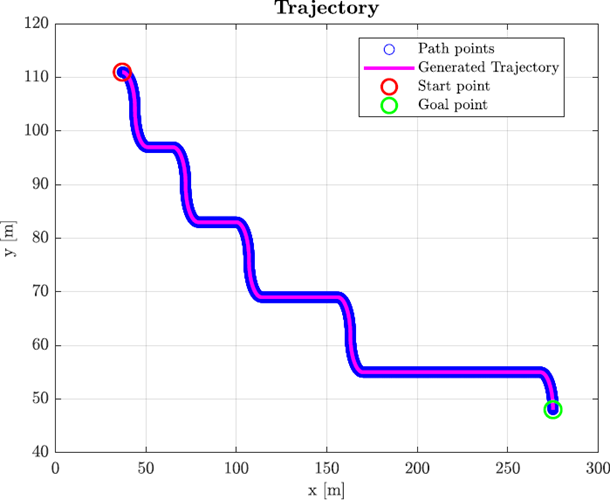 Trajectory
120
110
100
90
80
70
60
50
40
y [m]
Path points
Generated Trajectory
Start point
Goal point
0
50
100
150
200
250
300
x [m]